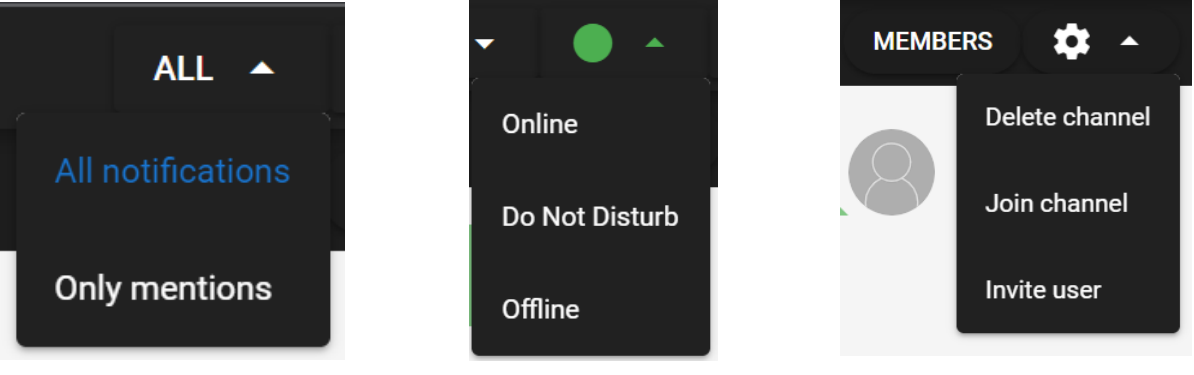 ALL
All notifications
Only mentions
Online
Do Not Disturb
Offline
MEMBERS
Delete channel
Join channel
Invite user